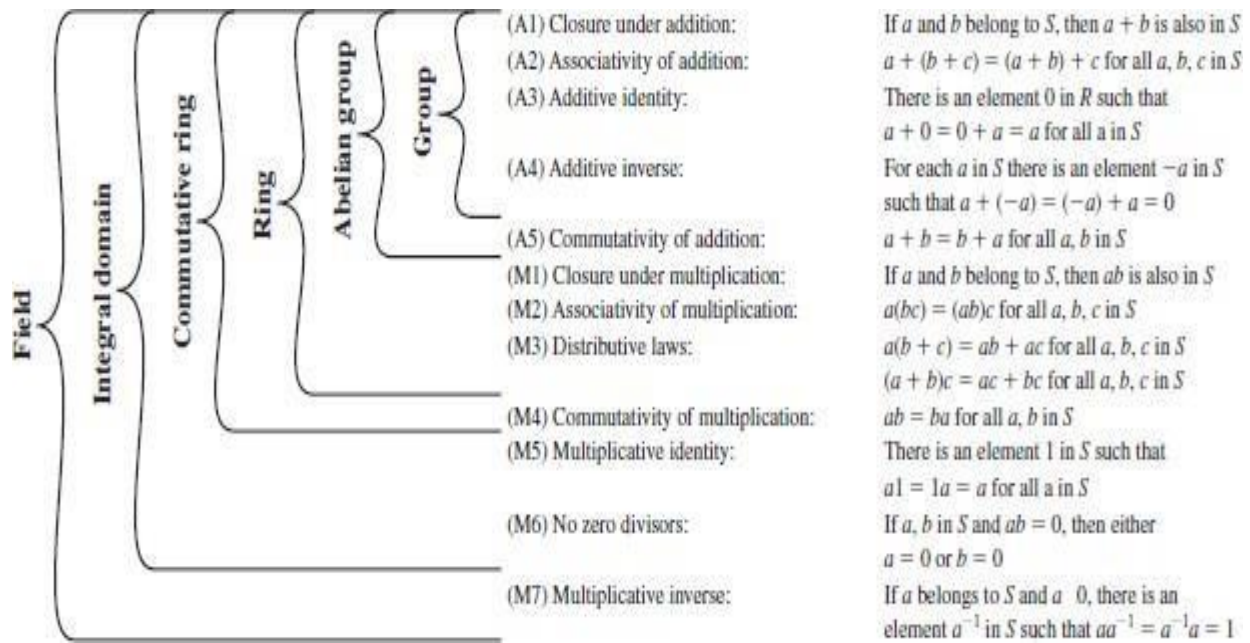 Field
Integral domain
Commutative ring
Ring
Abelian group
Group
(A1) Closure under addition: If a and b belong to S, then a + b is also in S
(A2) Associativity of addition: a + (b + c) = (a + b) + c for all a, b, c in S
(A3) Additive identity: There is an element 0 in R such that
a + 0 = 0 + a = a for all a in S
(A4) Additive inverse: For each a in S there is an element −a in S
such that a + (−a) = (−a) + a = 0
(A5) Commutativity of addition: a + b = b + a for all a, b in S
(M1) Closure under multiplication: If a and b belong to S, then ab is also in S
(M2) Associativity of multiplication: a(bc) = (ab)c for all a, b, c in S
(M3) Distributive laws: a(b + c) = ab + ac for all a, b, c in S
(a + b)c = ac + bc for all a, b, c in S
(M4) Commutativity of multiplication: ab = ba for all a, b in S
(M5) Multiplicative identity: There is an element 1 in S such that
a1 = 1a = a for all a in S
(M6) No zero divisors: If a, b in S and ab = 0, then either
a = 0 or b = 0
(M7) Multiplicative inverse: If a belongs to S and a 0, there is an
element a⁻¹ in S such that aa⁻¹ = a⁻¹a = 1